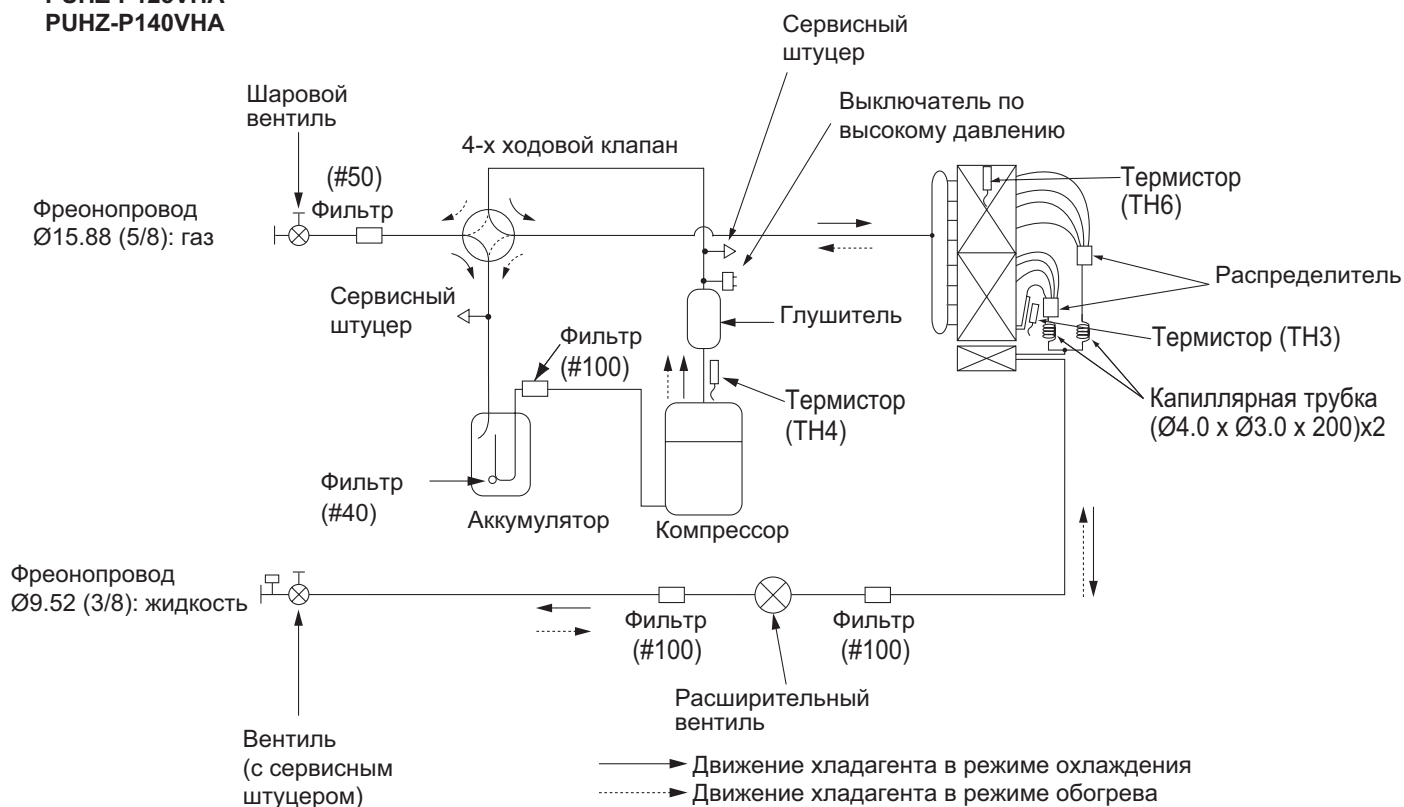 PUHZ-P140VHA
Сервисный
штуцер
Шаровой
вентиль
Выключатель по
высокому давлению
4-х ходовой клапан
(#50)
Фильтр
Термистор
(TH6)
Фреонопровод
Ø15.88 (5/8): газ
Распределитель
Сервисный
штуцер
Глушитель
Фильтр
(#100)
Термистор (TH3)
Термистор
(TH4)
Капиллярная трубка
(Ø4.0 x Ø3.0 x 200)x2
Фильтр
(#40)
Аккумулятор
Компрессор
Фреонопровод
Ø9.52 (3/8): жидкость
Фильтр
(#100)
Фильтр
(#100)
Расширительный
вентиль
Вентиль
(с сервисным
штуцером)
Движение хладагента в режиме охлаждения
Движение хладагента в режиме обогрева